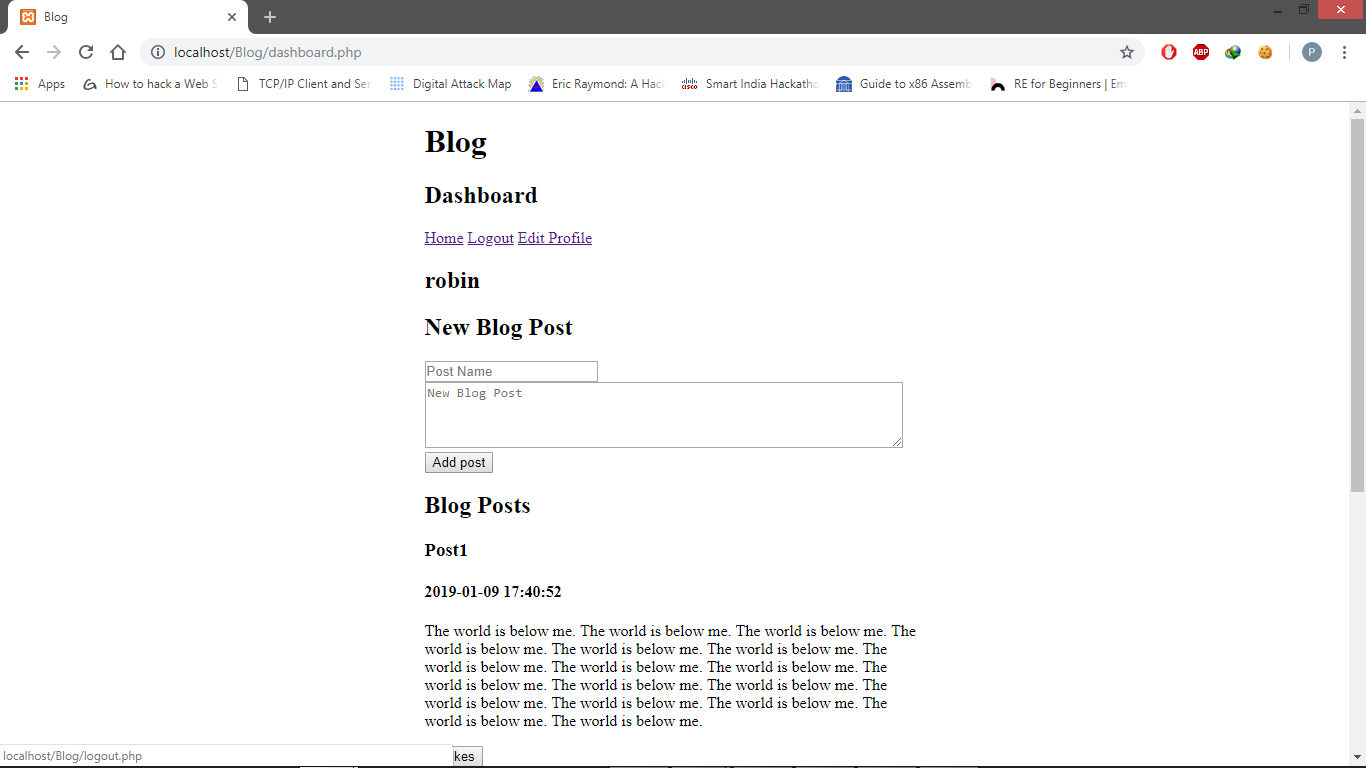 Blog
localhost/Blog/dashboard.php
ABP
P
Apps
How to hack a Web S
TCP/IP Client and Ser
Digital Attack Map
cisco
Eric Raymond: A Hac
Smart India Hackatho
Guide to x86 Assemb
RE for Beginners | Em
Blog
Dashboard
Home Logout Edit Profile
robin
New Blog Post
Post Name
New Blog Post
Add post
Blog Posts
Post1
2019-01-09 17:40:52
The world is below me. The world is below me. The world is below me. The
world is below me. The world is below me. The world is below me. The
world is below me. The world is below me. The world is below me. The
world is below me. The world is below me. The world is below me. The
world is below me. The world is below me. The world is below me. The
world is below me. The world is below me.
kes
localhost/Blog/logout.php